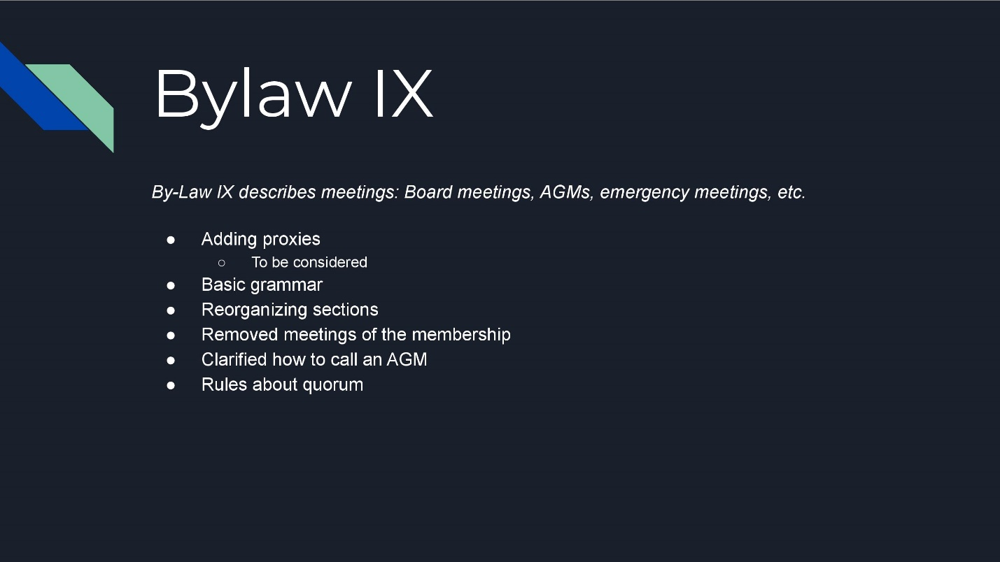 Bylaw IX
By-Law IX describes meetings: Board meetings, AGMs, emergency meetings, etc.
● Adding proxies
○ To be considered
● Basic grammar
● Reorganizing sections
● Removed meetings of the membership
● Clarified how to call an AGM
● Rules about quorum